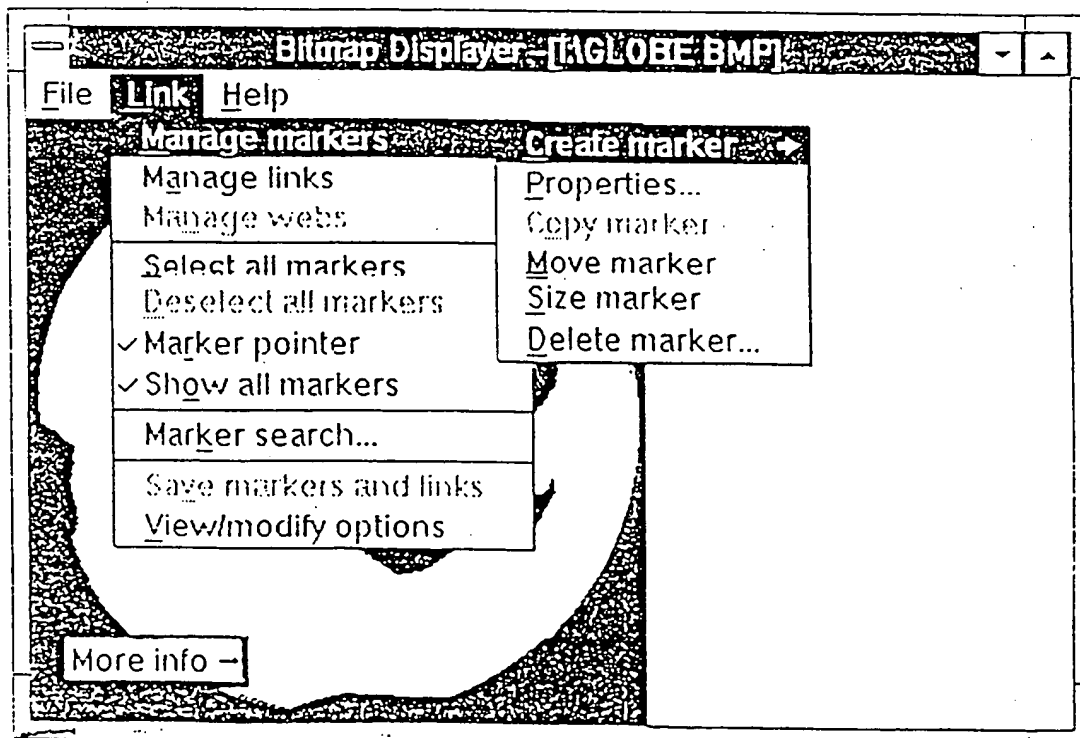 Bitmap Displayer -[I:\GLOBE.BMP]
File Link Help
Manage markers
Manage links
Manage webs
Select all markers
Deselect all markers
✓ Marker pointer
✓ Show all markers
Marker search...
Save markers and links
View/modify options
Create marker →
Properties...
Copy marker
Move marker
Size marker
Delete marker...
More info →